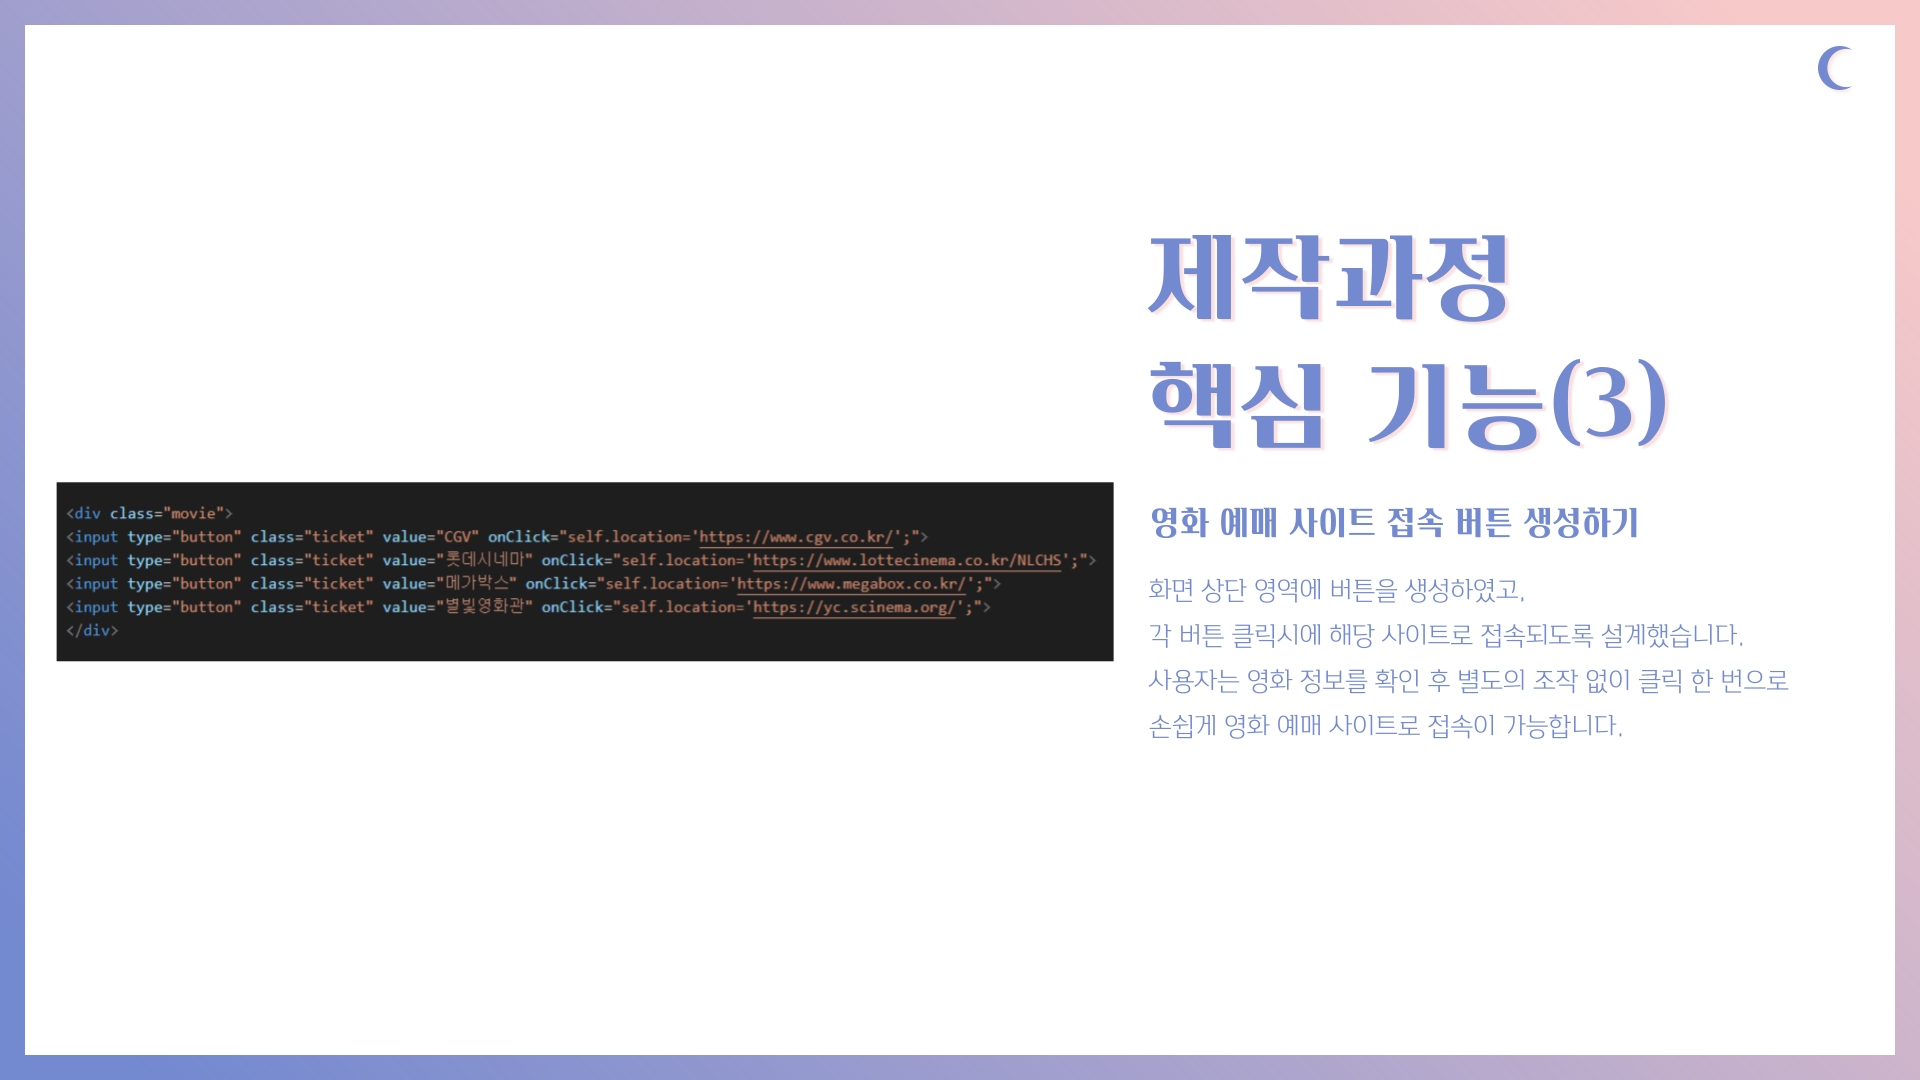 제작과정
핵심 기능(3)
<div class="movie">
<input type="button" class="ticket" value="CGV" onClick="self.location='https://www.cgv.co.kr/';">
<input type="button" class="ticket" value="롯데시네마" onClick="self.location='https://www.lottecinema.co.kr/NLCHS';">
<input type="button" class="ticket" value="메가박스" onClick="self.location='https://www.megabox.co.kr/';">
<input type="button" class="ticket" value="별빛영화관" onClick="self.location='https://yc.scinema.org/';">
</div>
영화 예매 사이트 접속 버튼 생성하기
화면 상단 영역에 버튼을 생성하였고,
각 버튼 클릭시에 해당 사이트로 접속되도록 설계했습니다.
사용자는 영화 정보를 확인 후 별도의 조작 없이 클릭 한 번으로
손쉽게 영화 예매 사이트로 접속이 가능합니다.